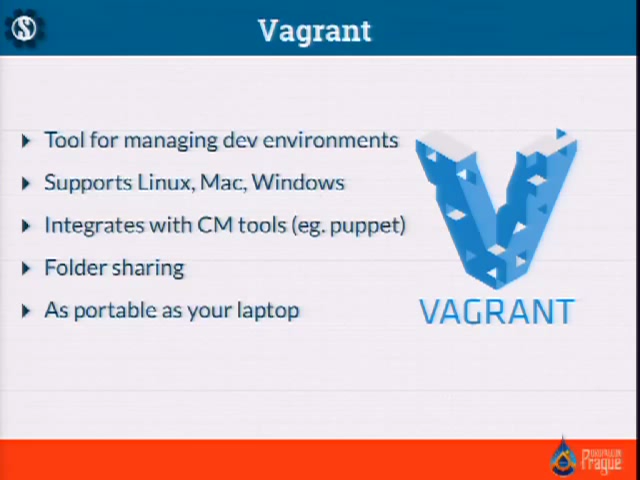 Vagrant
Tool for managing dev environments
Supports Linux, Mac, Windows
Integrates with CM tools (eg. puppet)
Folder sharing
As portable as your laptop
VAGRANT
Prague